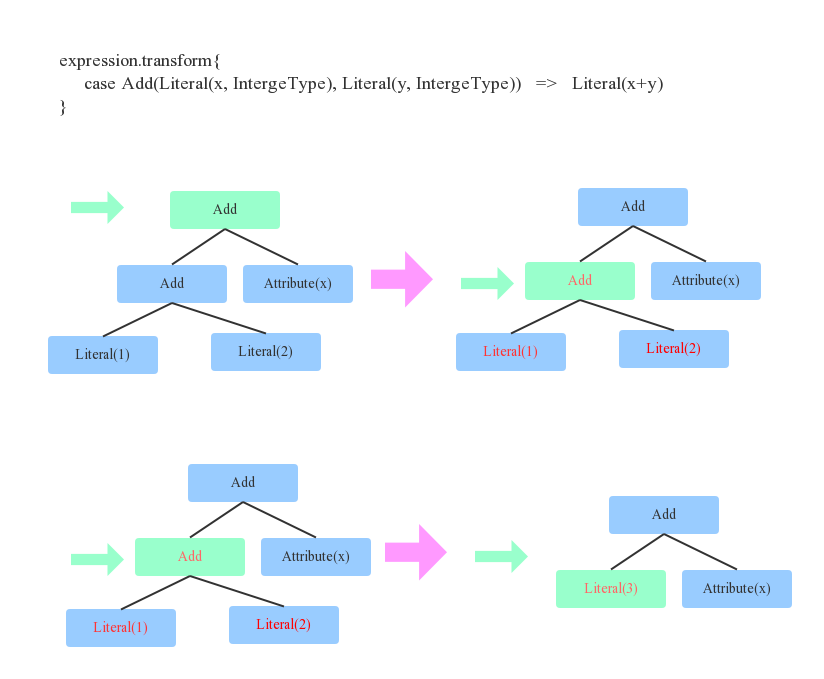 expression.transform{
case Add(Literal(x, IntergeType), Literal(y, IntergeType)) => Literal(x+y)
}
Add
Add
Attribute(x)
Literal(1)
Literal(2)
Add
Add
Attribute(x)
Literal(1)
Literal(2)
Add
Add
Attribute(x)
Literal(1)
Literal(2)
Add
Literal(3)
Attribute(x)